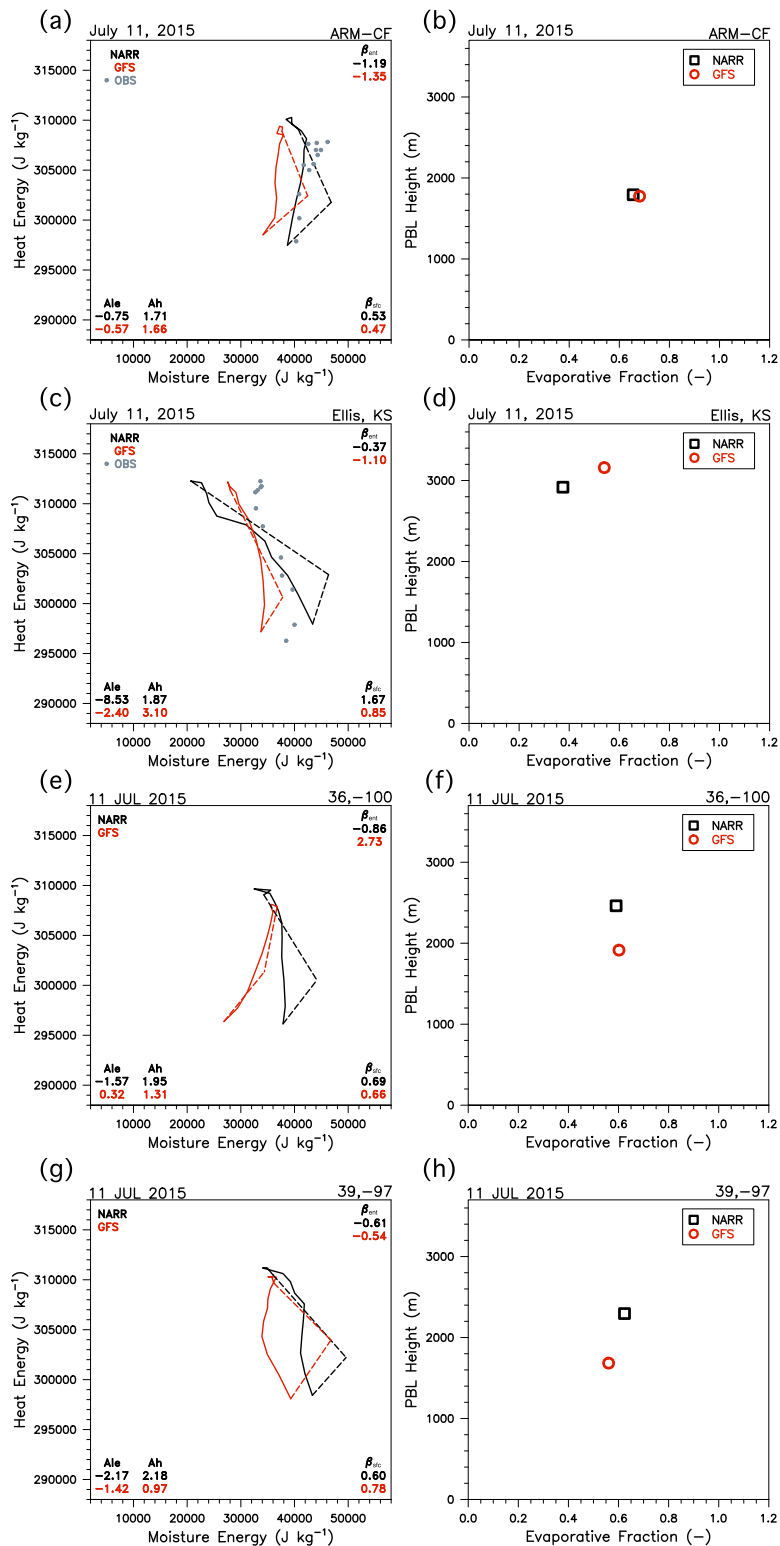 (a) (b)
July 11, 2015 ARM−CF July 11, 2015 ARM−CF
NARR
GFS
OBS
βent
−1.19
−1.35
NARR
GFS
315000
310000
305000
300000
295000
290000
Heat Energy (J kg−1)
Ale Ah βsfc
−0.75 1.71 0.53
−0.57 1.66 0.47
10000 20000 30000 40000 50000
Moisture Energy (J kg−1)
3000
2000
1000
0
PBL Height (m)
0.0 0.2 0.4 0.6 0.8 1.0 1.2
Evaporative Fraction (−)
(c) (d)
July 11, 2015 Ellis, KS July 11, 2015 Ellis, KS
NARR
GFS
OBS
βent
−0.37
−1.10
NARR
GFS
315000
310000
305000
300000
295000
290000
Heat Energy (J kg−1)
Ale Ah βsfc
−8.53 1.87 1.67
−2.40 3.10 0.85
10000 20000 30000 40000 50000
Moisture Energy (J kg−1)
3000
2000
1000
0
PBL Height (m)
0.0 0.2 0.4 0.6 0.8 1.0 1.2
Evaporative Fraction (−)
(e) (f)
11 JUL 2015 36,−100 11 JUL 2015 36,−100
NARR
GFS
βent
−0.86
2.73
NARR
GFS
315000
310000
305000
300000
295000
290000
Heat Energy (J kg−1)
Ale Ah βsfc
−1.57 1.95 0.69
0.32 1.31 0.66
10000 20000 30000 40000 50000
Moisture Energy (J kg−1)
3000
2000
1000
0
PBL Height (m)
0.0 0.2 0.4 0.6 0.8 1.0 1.2
Evaporative Fraction (−)
(g) (h)
11 JUL 2015 39,−97 11 JUL 2015 39,−97
NARR
GFS
βent
−0.61
−0.54
NARR
GFS
315000
310000
305000
300000
295000
290000
Heat Energy (J kg−1)
Ale Ah βsfc
−2.17 2.18 0.60
−1.42 0.97 0.78
10000 20000 30000 40000 50000
Moisture Energy (J kg−1)
3000
2000
1000
0
PBL Height (m)
0.0 0.2 0.4 0.6 0.8 1.0 1.2
Evaporative Fraction (−)